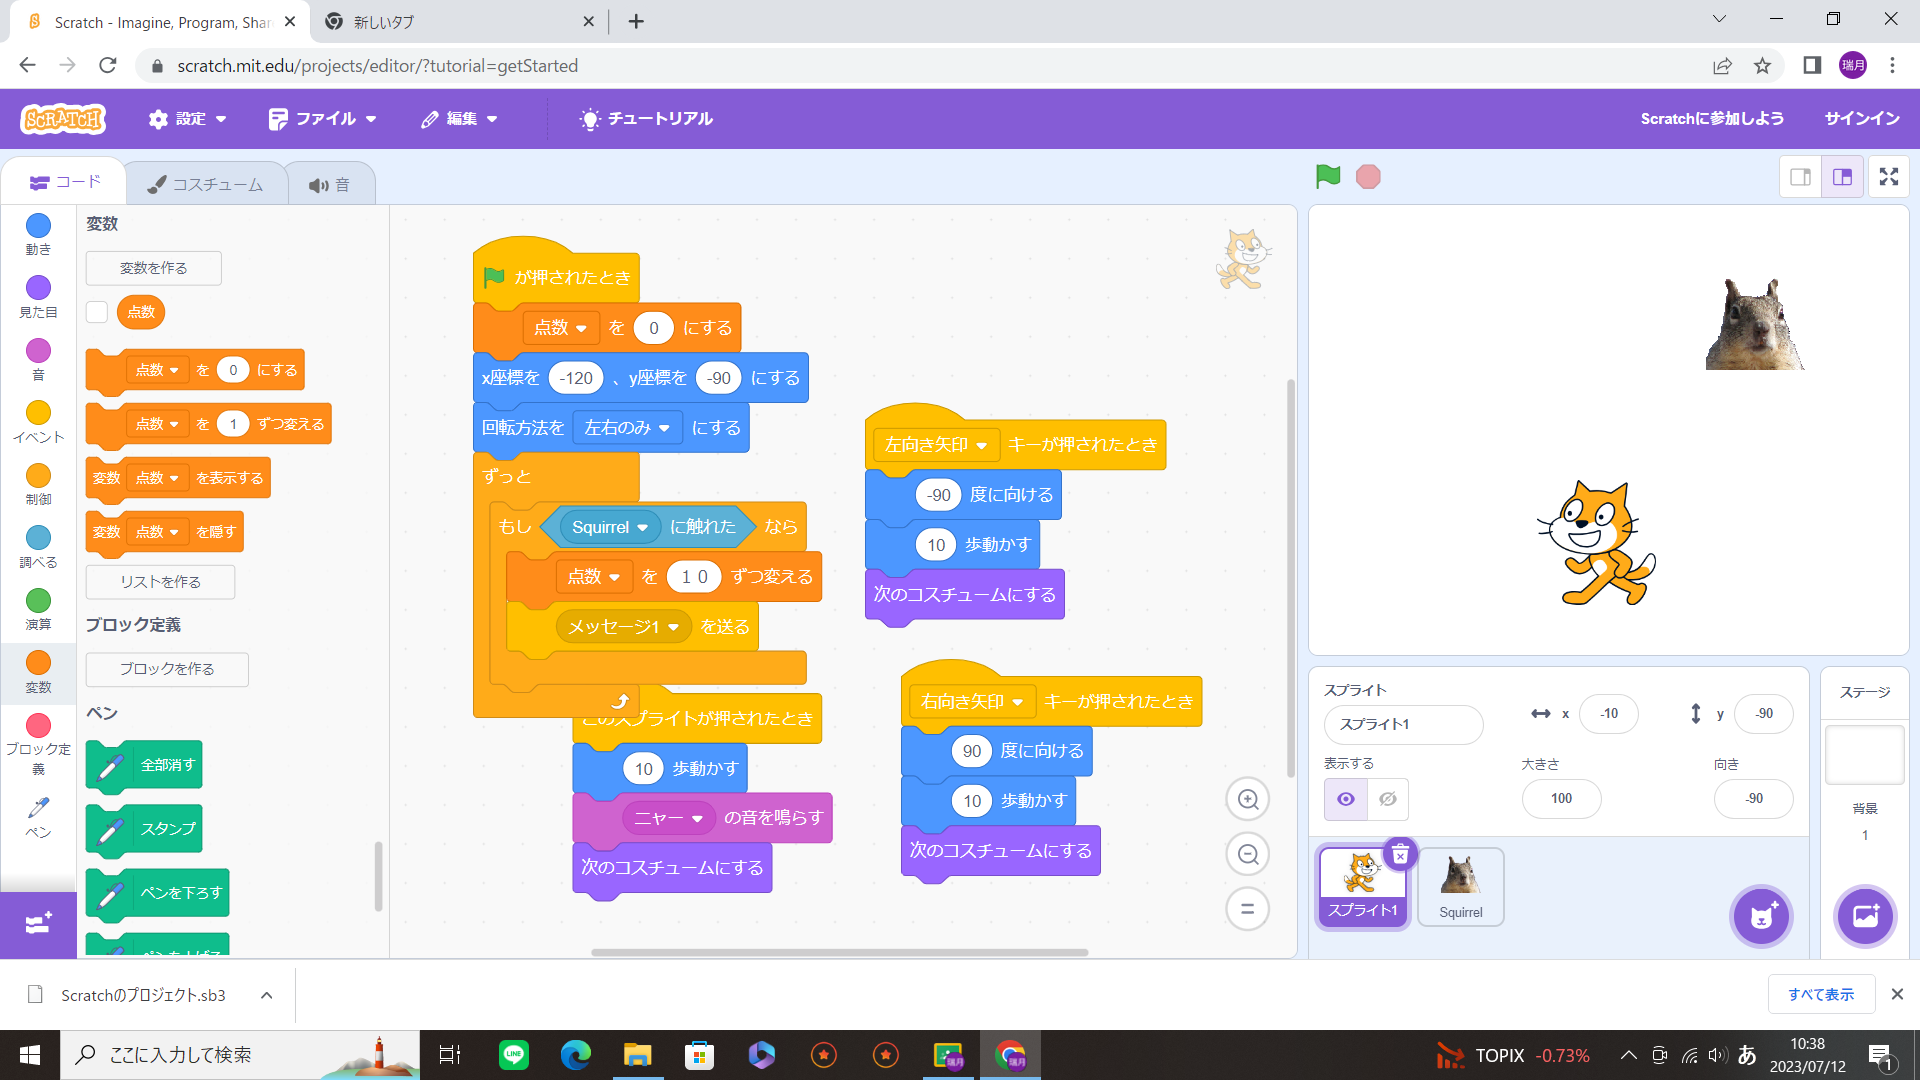 Scratch - Imagine, Program, Shar
新しいタブ
scratch.mit.edu/projects/editor/?tutorial=getStarted
瑞月
SCRATCH
設定
ファイル
編集
チュートリアル
Scratchに参加しよう
サインイン
コード
コスチューム
音
動き
見た目
音
イベント
制御
調べる
演算
変数
ブロック定義
ペン
変数
変数を作る
点数
点数 を 0 にする
点数 を 1 ずつ変える
変数 点数 を表示する
変数 点数 を隠す
リストを作る
ブロック定義
ブロックを作る
ペン
全部消す
スタンプ
ペンを下ろす
ペンを上げる
が押されたとき
点数 を 0 にする
x座標を -120 、y座標を -90 にする
回転方法を 左右のみ にする
ずっと
もし Squirrel に触れた なら
点数 を １０ ずつ変える
メッセージ1 を送る
このスプライトが押されたとき
10 歩動かす
ニャー の音を鳴らす
次のコスチュームにする
左向き矢印 キーが押されたとき
-90 度に向ける
10 歩動かす
次のコスチュームにする
右向き矢印 キーが押されたとき
90 度に向ける
10 歩動かす
次のコスチュームにする
スプライト
スプライト1
x -10
y -90
表示する
大きさ
100
向き
-90
スプライト1
Squirrel
ステージ
背景
1
Scratchのプロジェクト.sb3
すべて表示
ここに入力して検索
LINE
瑞月
瑞月
TOPIX -0.73%
あ
10:38
2023/07/12
1